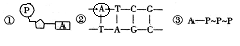 ① P A ② —A—T—C—C— ③ A—P~P~P
—T—A—G—C—